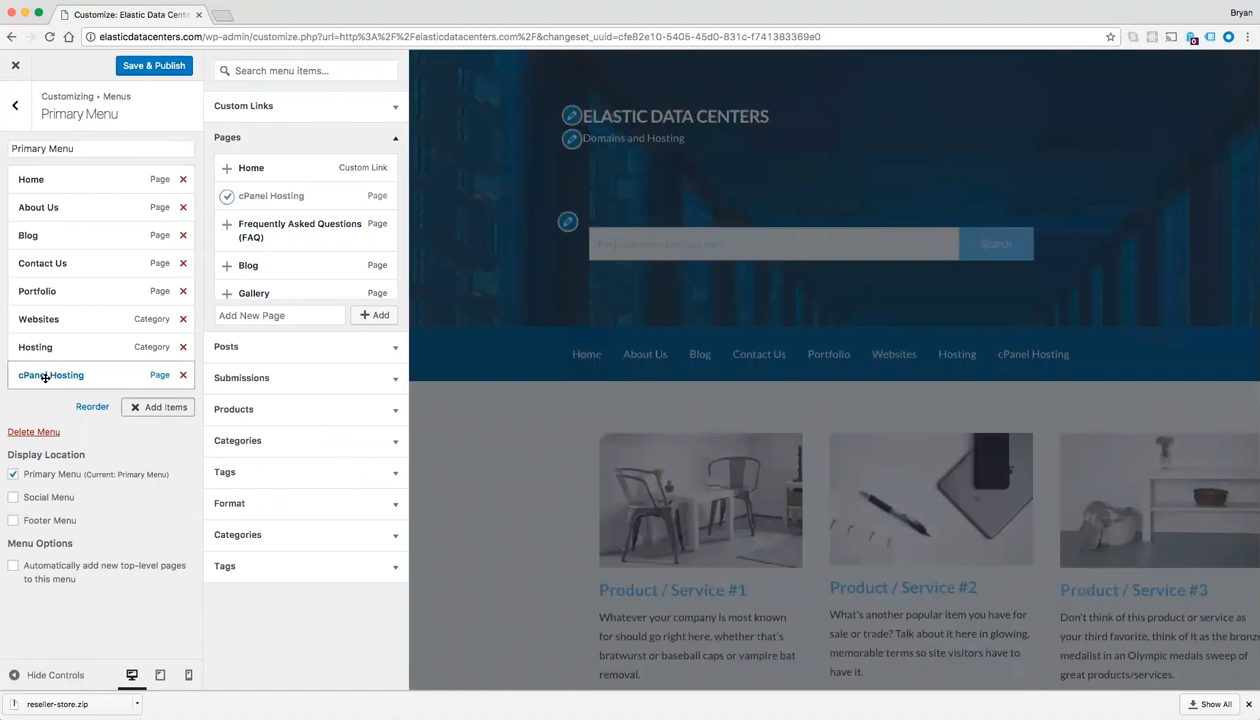 Customize: Elastic Data Cente
Bryan
elasticdatacenters.com/wp-admin/customize.php?url=http%3A%2F%2Felasticdatacenters.com%2F&changeset_uuid=cfe82e10-5405-45d0-831c-f741383369e0
0
Save & Publish
Customizing • Menus
Primary Menu
Primary Menu
Home Page
About Us Page
Blog Page
Contact Us Page
Portfolio Page
Websites Category
Hosting Category
cPanel Hosting Page
Reorder Add Items
Delete Menu
Display Location
Primary Menu (Current: Primary Menu)
Social Menu
Footer Menu
Menu Options
Automatically add new top-level pages
to this menu
Hide Controls
Search menu items...
Custom Links
Pages
Home Custom Link
cPanel Hosting Page
Frequently Asked Questions Page
(FAQ)
Blog Page
Gallery Page
Add New Page Add
Posts
Submissions
Products
Categories
Tags
Format
Categories
Tags
ELASTIC DATA CENTERS
Domains and Hosting
Search
Home About Us Blog Contact Us Portfolio Websites Hosting cPanel Hosting
Product / Service #1
Whatever your company is most known
for should go right here, whether that's
bratwurst or baseball caps or vampire bat
removal.
Product / Service #2
What's another popular item you have for
sale or trade? Talk about it here in glowing,
memorable terms so site visitors have to
have it.
Product / Service #3
Don't think of this product or service as
your third favorite, think of it as the bronze
medalist in an Olympic medals sweep of
great products/services.
reseller-store.zip
Show All